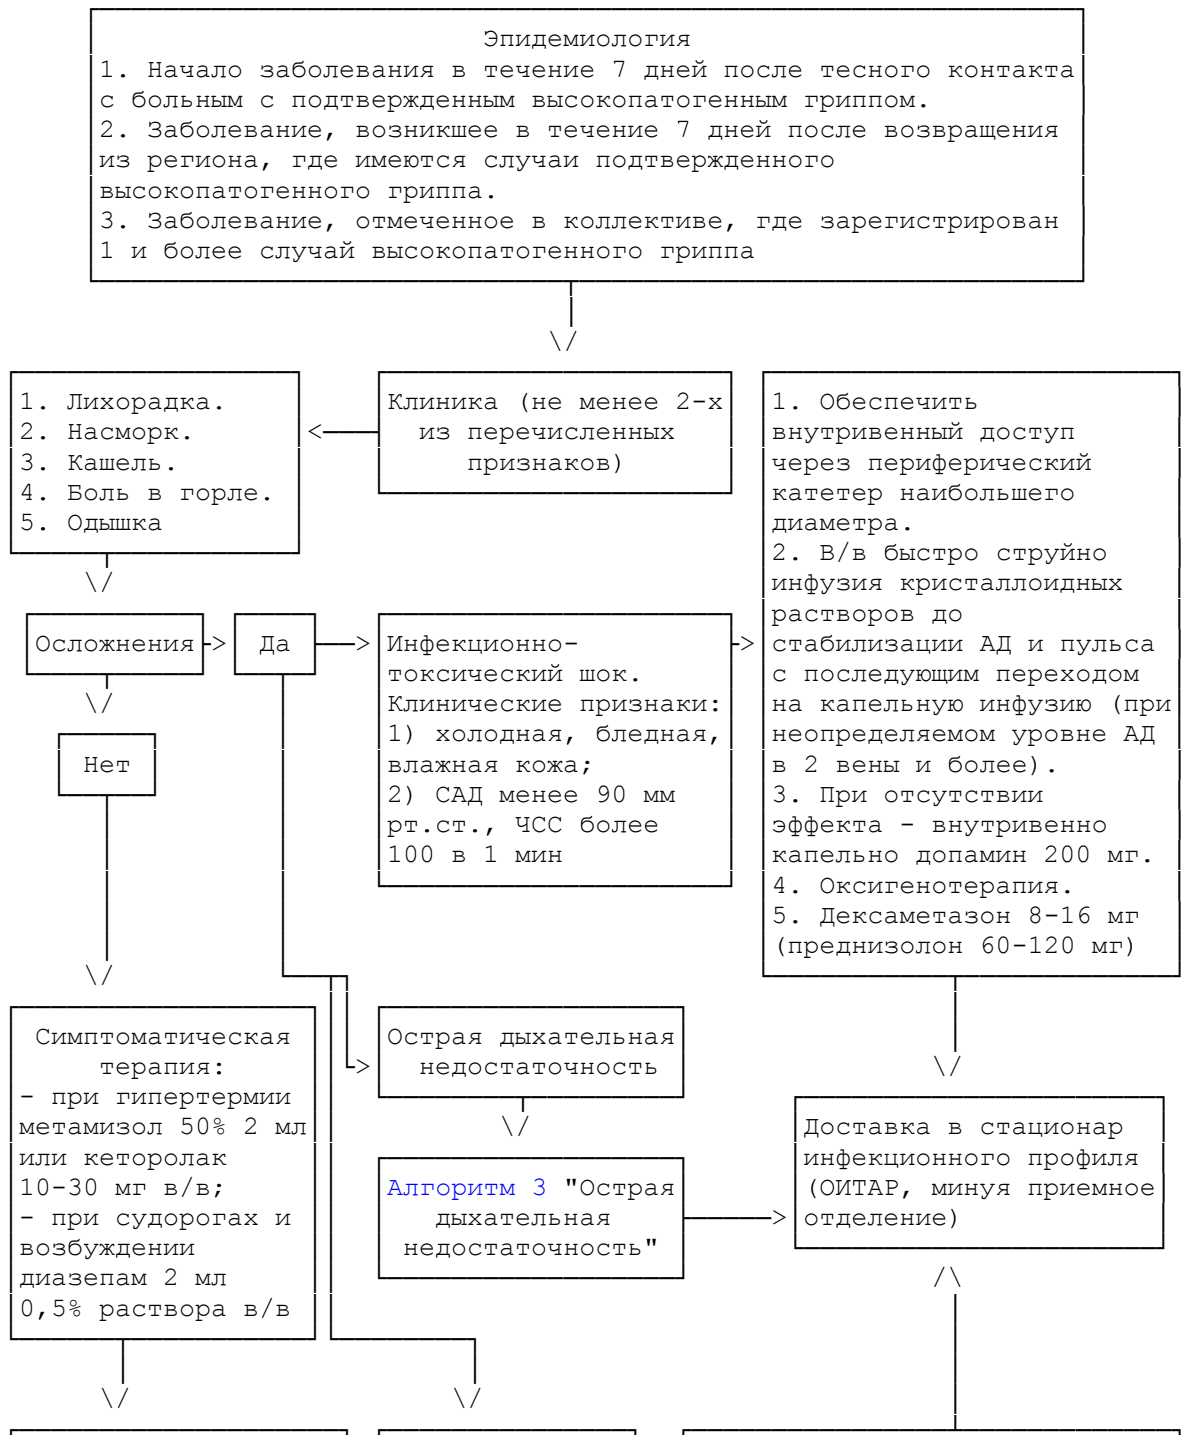 Эпидемиология
1. Начало заболевания в течение 7 дней после тесного контакта
с больным с подтвержденным высокопатогенным гриппом.
2. Заболевание, возникшее в течение 7 дней после возвращения
из региона, где имеются случаи подтвержденного
высокопатогенного гриппа.
3. Заболевание, отмеченное в коллективе, где зарегистрирован
1 и более случай высокопатогенного гриппа
1. Лихорадка.
2. Насморк.
3. Кашель.
4. Боль в горле.
5. Одышка
Клиника (не менее 2-х
из перечисленных
признаков)
1. Обеспечить
внутривенный доступ
через периферический
катетер наибольшего
диаметра.
2. В/в быстро струйно
инфузия кристаллоидных
растворов до
стабилизации АД и пульса
с последующим переходом
на капельную инфузию (при
неопределяемом уровне АД
в 2 вены и более).
3. При отсутствии
эффекта - внутривенно
капельно допамин 200 мг.
4. Оксигенотерапия.
5. Дексаметазон 8-16 мг
(преднизолон 60-120 мг)
Осложнения
Да
Инфекционно-
токсический шок.
Клинические признаки:
1) холодная, бледная,
влажная кожа;
2) САД менее 90 мм
рт.ст., ЧСС более
100 в 1 мин
Нет
Симптоматическая
терапия:
- при гипертермии
метамизол 50% 2 мл
или кеторолак
10-30 мг в/в;
- при судорогах и
возбуждении
диазепам 2 мл
0,5% раствора в/в
Острая дыхательная
недостаточность
Алгоритм 3 "Острая
дыхательная
недостаточность"
Доставка в стационар
инфекционного профиля
(ОИТАР, минуя приемное
отделение)